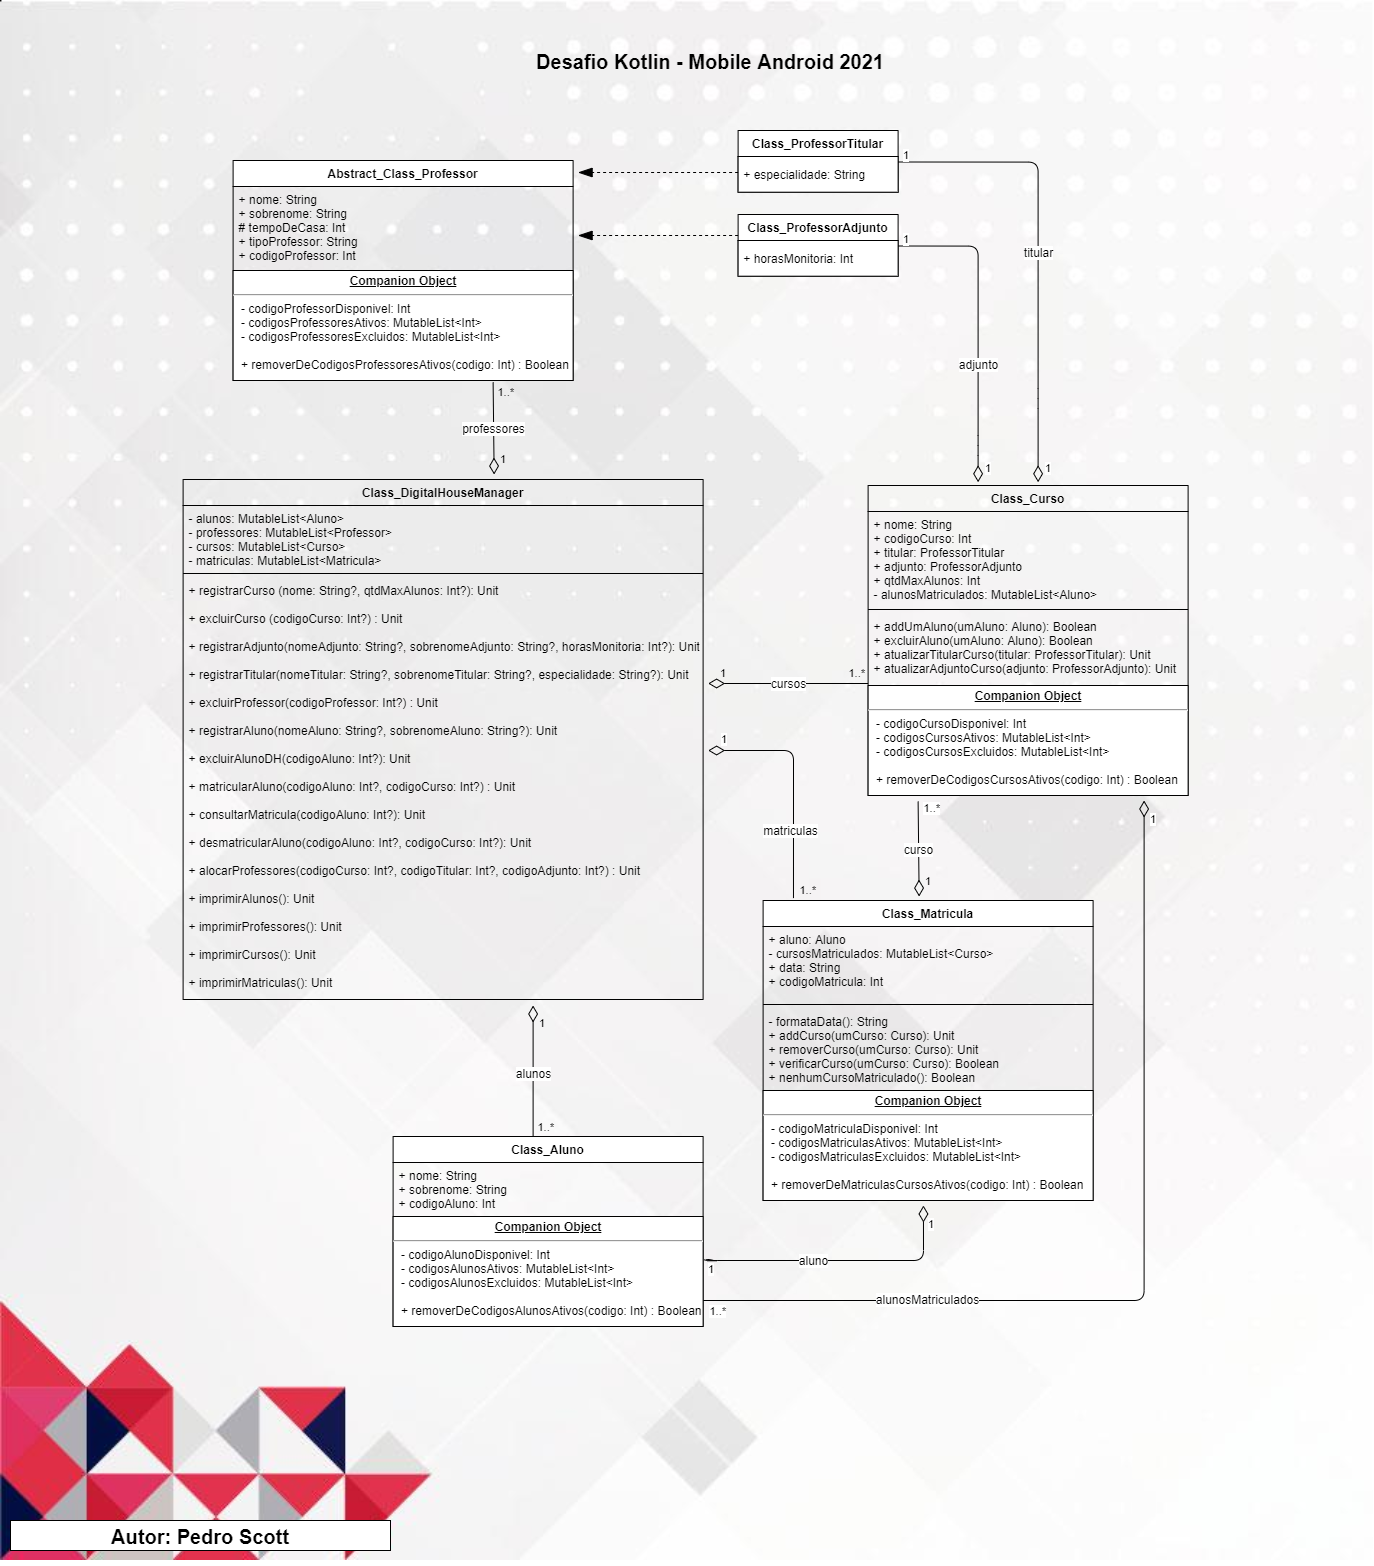 Desafio Kotlin - Mobile Android 2021
Class_ProfessorTitular
+ especialidade: String
1
Abstract_Class_Professor
+ nome: String
+ sobrenome: String
# tempoDeCasa: Int
+ tipoProfessor: String
+ codigoProfessor: Int
Companion Object
- codigoProfessorDisponivel: Int
- codigosProfessoresAtivos: MutableList<Int>
- codigosProfessoresExcluidos: MutableList<Int>
+ removerDeCodigosProfessoresAtivos(codigo: Int) : Boolean
Class_ProfessorAdjunto
+ horasMonitoria: Int
1
titular
adjunto
1..*
professores
1
1
1
Class_DigitalHouseManager
- alunos: MutableList<Aluno>
- professores: MutableList<Professor>
- cursos: MutableList<Curso>
- matriculas: MutableList<Matricula>
+ registrarCurso (nome: String?, qtdMaxAlunos: Int?): Unit
+ excluirCurso (codigoCurso: Int?) : Unit
+ registrarAdjunto(nomeAdjunto: String?, sobrenomeAdjunto: String?, horasMonitoria: Int?): Unit
+ registrarTitular(nomeTitular: String?, sobrenomeTitular: String?, especialidade: String?): Unit
+ excluirProfessor(codigoProfessor: Int?) : Unit
+ registrarAluno(nomeAluno: String?, sobrenomeAluno: String?): Unit
+ excluirAlunoDH(codigoAluno: Int?): Unit
+ matricularAluno(codigoAluno: Int?, codigoCurso: Int?) : Unit
+ consultarMatricula(codigoAluno: Int?): Unit
+ desmatricularAluno(codigoAluno: Int?, codigoCurso: Int?): Unit
+ alocarProfessores(codigoCurso: Int?, codigoTitular: Int?, codigoAdjunto: Int?) : Unit
+ imprimirAlunos(): Unit
+ imprimirProfessores(): Unit
+ imprimirCursos(): Unit
+ imprimirMatriculas(): Unit
Class_Curso
+ nome: String
+ codigoCurso: Int
+ titular: ProfessorTitular
+ adjunto: ProfessorAdjunto
+ qtdMaxAlunos: Int
- alunosMatriculados: MutableList<Aluno>
+ addUmAluno(umAluno: Aluno): Boolean
+ excluirAluno(umAluno: Aluno): Boolean
+ atualizarTitularCurso(titular: ProfessorTitular): Unit
+ atualizarAdjuntoCurso(adjunto: ProfessorAdjunto): Unit
Companion Object
- codigoCursoDisponivel: Int
- codigosCursosAtivos: MutableList<Int>
- codigosCursosExcluidos: MutableList<Int>
+ removerDeCodigosCursosAtivos(codigo: Int) : Boolean
1
cursos
1..*
1
matriculas
1..*
1..*
curso
1
1
Class_Matricula
+ aluno: Aluno
- cursosMatriculados: MutableList<Curso>
+ data: String
+ codigoMatricula: Int
- formataData(): String
+ addCurso(umCurso: Curso): Unit
+ removerCurso(umCurso: Curso): Unit
+ verificarCurso(umCurso: Curso): Boolean
+ nenhumCursoMatriculado(): Boolean
Companion Object
- codigoMatriculaDisponivel: Int
- codigosMatriculasAtivos: MutableList<Int>
- codigosMatriculasExcluidos: MutableList<Int>
+ removerDeMatriculasCursosAtivos(codigo: Int) : Boolean
1
alunos
1..*
Class_Aluno
+ nome: String
+ sobrenome: String
+ codigoAluno: Int
Companion Object
- codigoAlunoDisponivel: Int
- codigosAlunosAtivos: MutableList<Int>
- codigosAlunosExcluidos: MutableList<Int>
+ removerDeCodigosAlunosAtivos(codigo: Int) : Boolean
1
aluno
1
alunosMatriculados
1..*
Autor: Pedro Scott